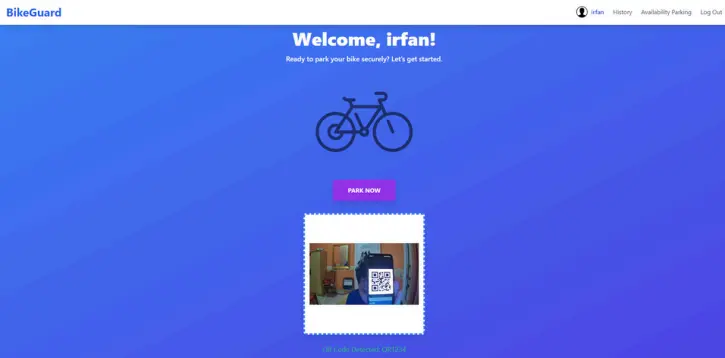 BikeGuard
irfan
History
Availability Parking
Log Out
Welcome, irfan!
Ready to park your bike securely? Let's get started.
PARK NOW
QR Code Detected: QR1234